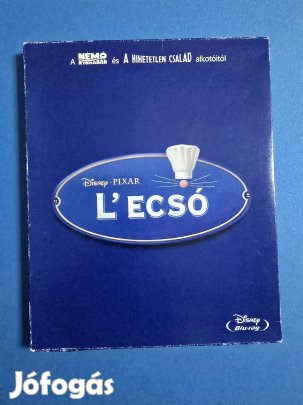 A NÉMÓ NYOMÁBAN és A HIHETETLEN CSALÁD alkotóitól
Disney · PIXAR
L'ECSÓ
Disney
Blu-ray
Jófogás